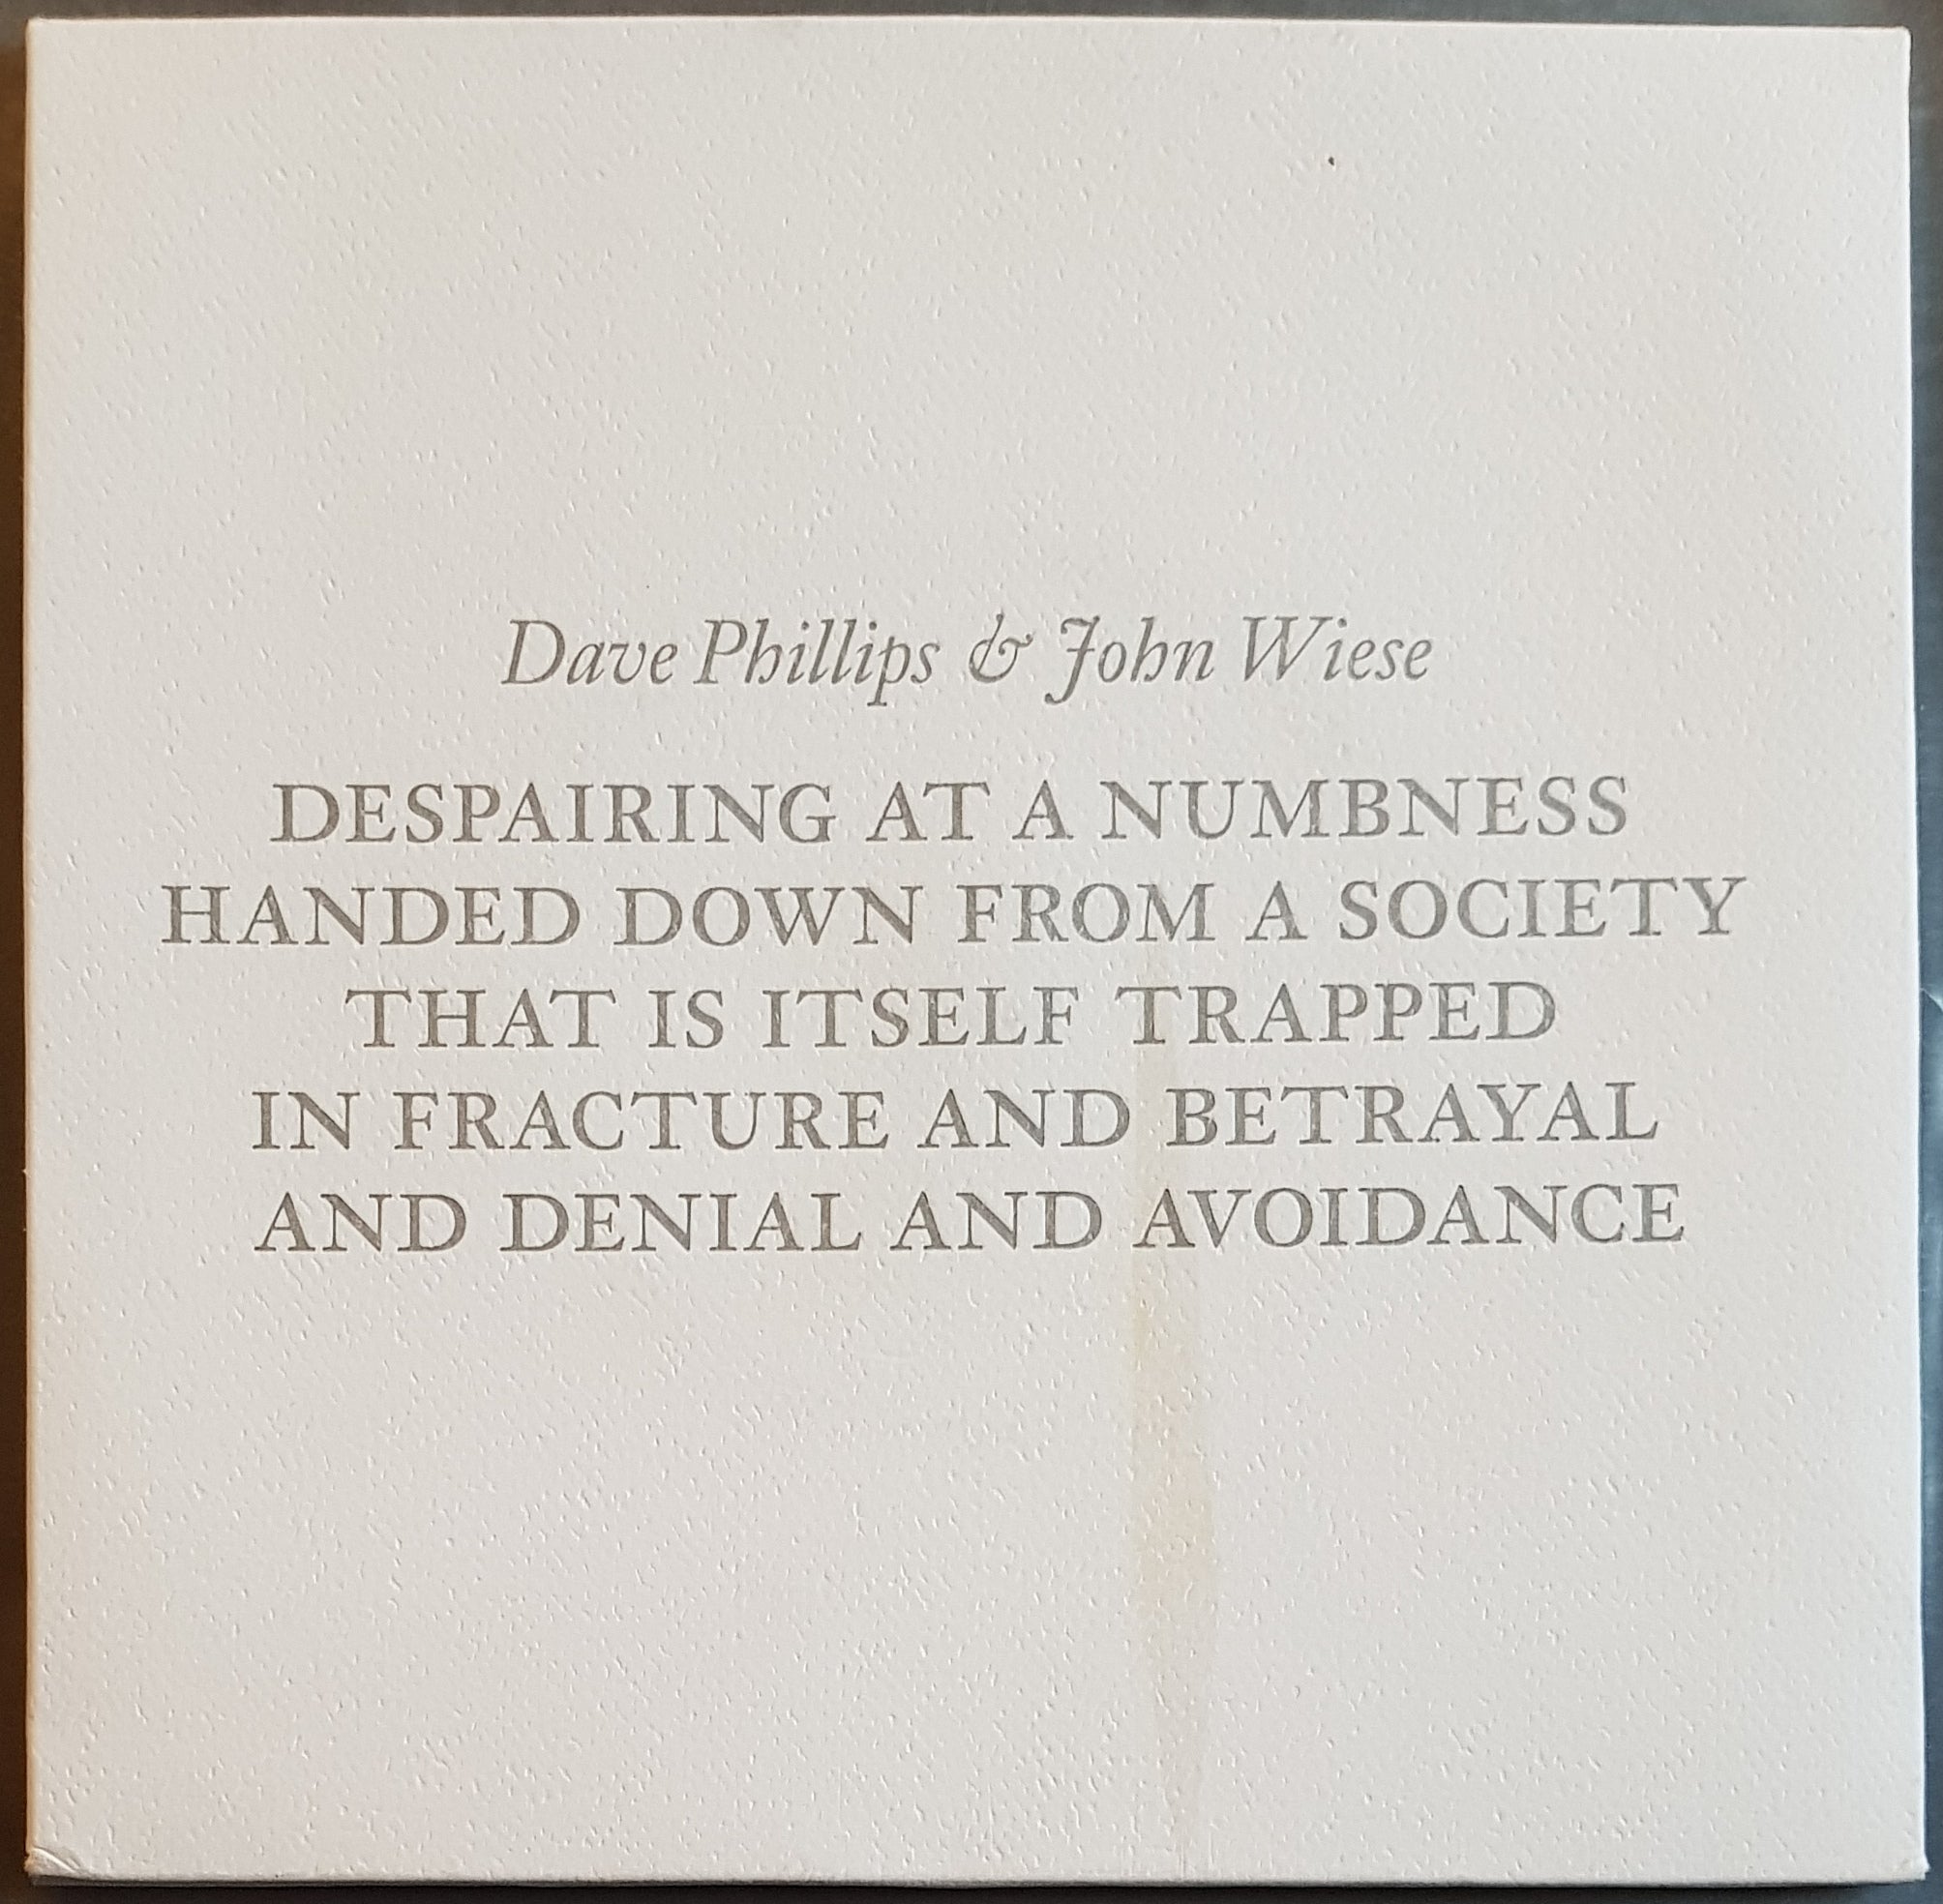 Dave Phillips & John Wiese
DESPAIRING AT A NUMBNESS
HANDED DOWN FROM A SOCIETY
THAT IS ITSELF TRAPPED
IN FRACTURE AND BETRAYAL
AND DENIAL AND AVOIDANCE